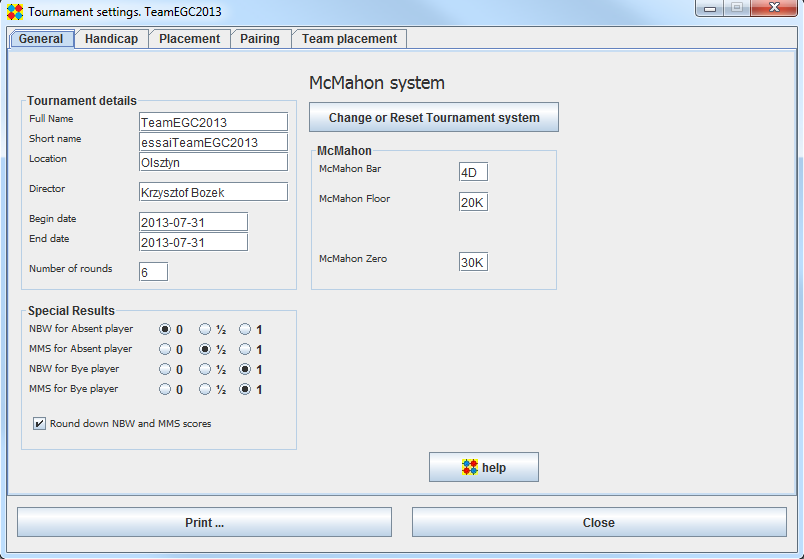 Tournament settings. TeamEGC2013
General Handicap Placement Pairing Team placement
McMahon system
Change or Reset Tournament system
Tournament details
Full Name TeamEGC2013
Short name essaiTeamEGC2013
Location Olsztyn
Director Krzysztof Bozek
Begin date 2013-07-31
End date 2013-07-31
Number of rounds 6
McMahon
McMahon Bar 4D
McMahon Floor 20K
McMahon Zero 30K
Special Results
NBW for Absent player 0 ½ 1
MMS for Absent player 0 ½ 1
NBW for Bye player 0 ½ 1
MMS for Bye player 0 ½ 1
Round down NBW and MMS scores
help
Print ... Close